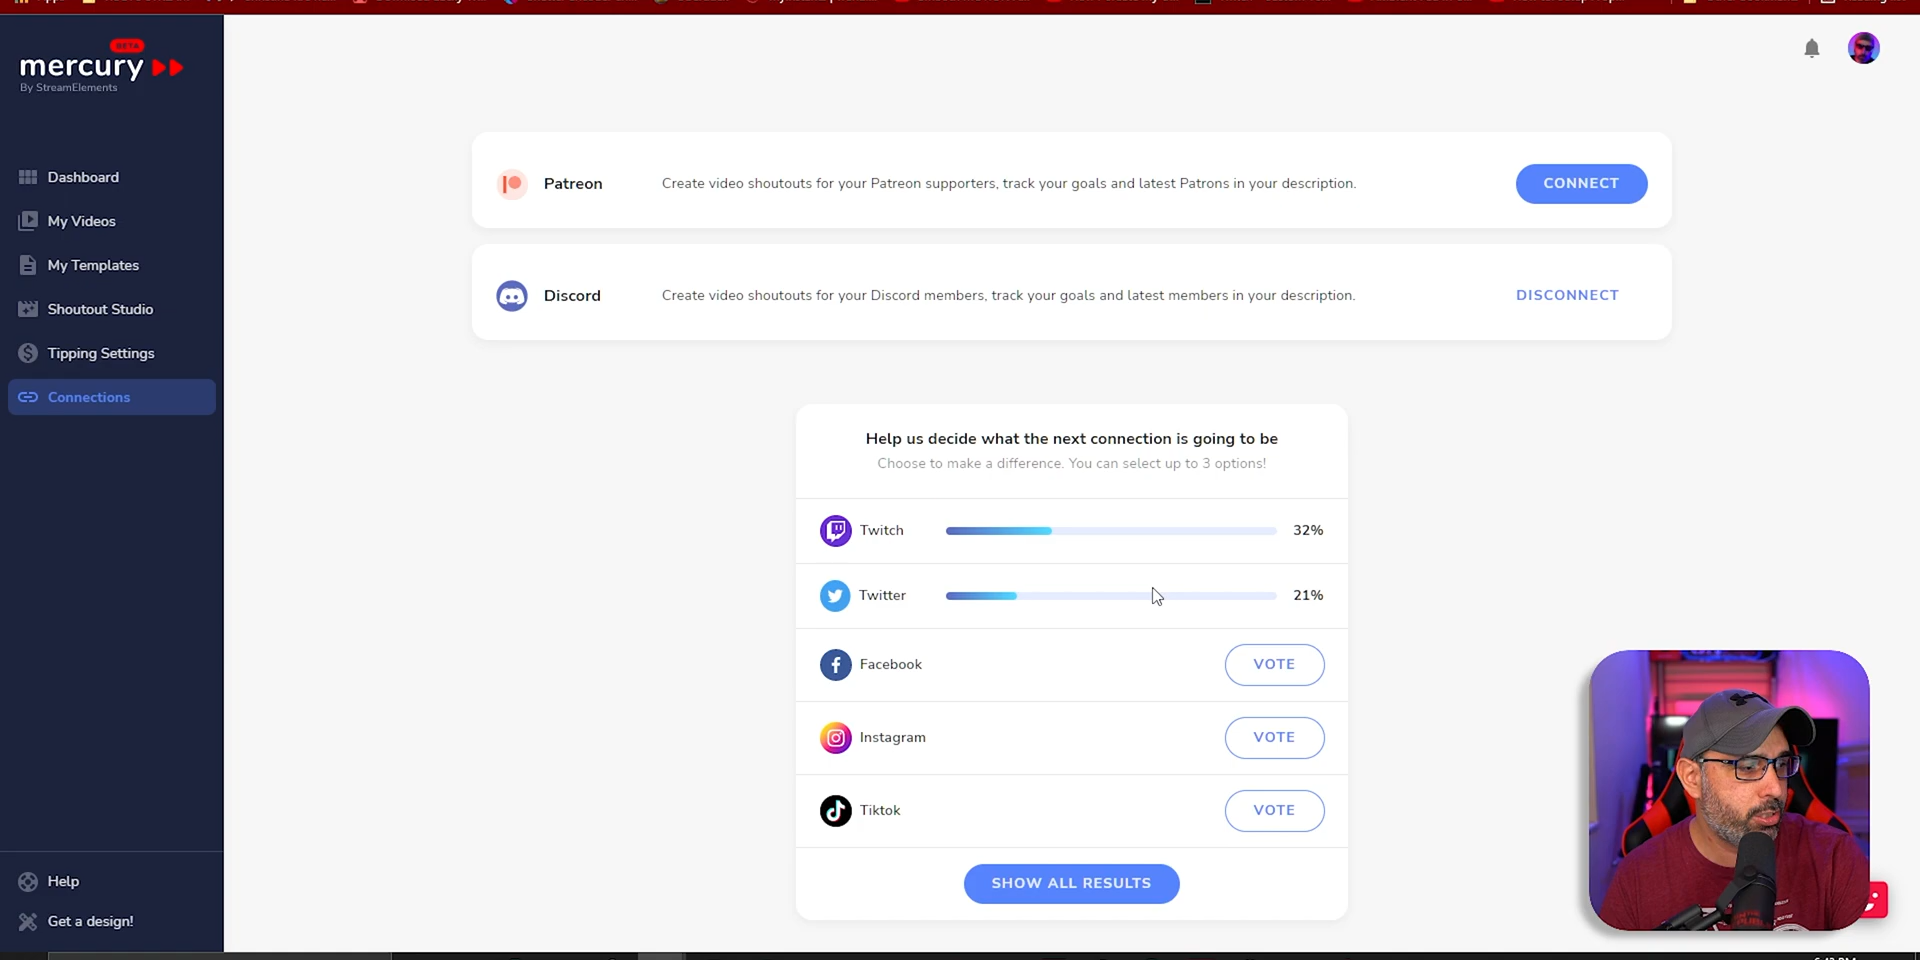 BETA
mercury
By StreamElements
Dashboard
My Videos
My Templates
Shoutout Studio
Tipping Settings
Connections
Help
Get a design!
Patreon
Create video shoutouts for your Patreon supporters, track your goals and latest Patrons in your description.
CONNECT
Discord
Create video shoutouts for your Discord members, track your goals and latest members in your description.
DISCONNECT
Help us decide what the next connection is going to be
Choose to make a difference. You can select up to 3 options!
Twitch 32%
Twitter 21%
Facebook VOTE
Instagram VOTE
Tiktok VOTE
SHOW ALL RESULTS